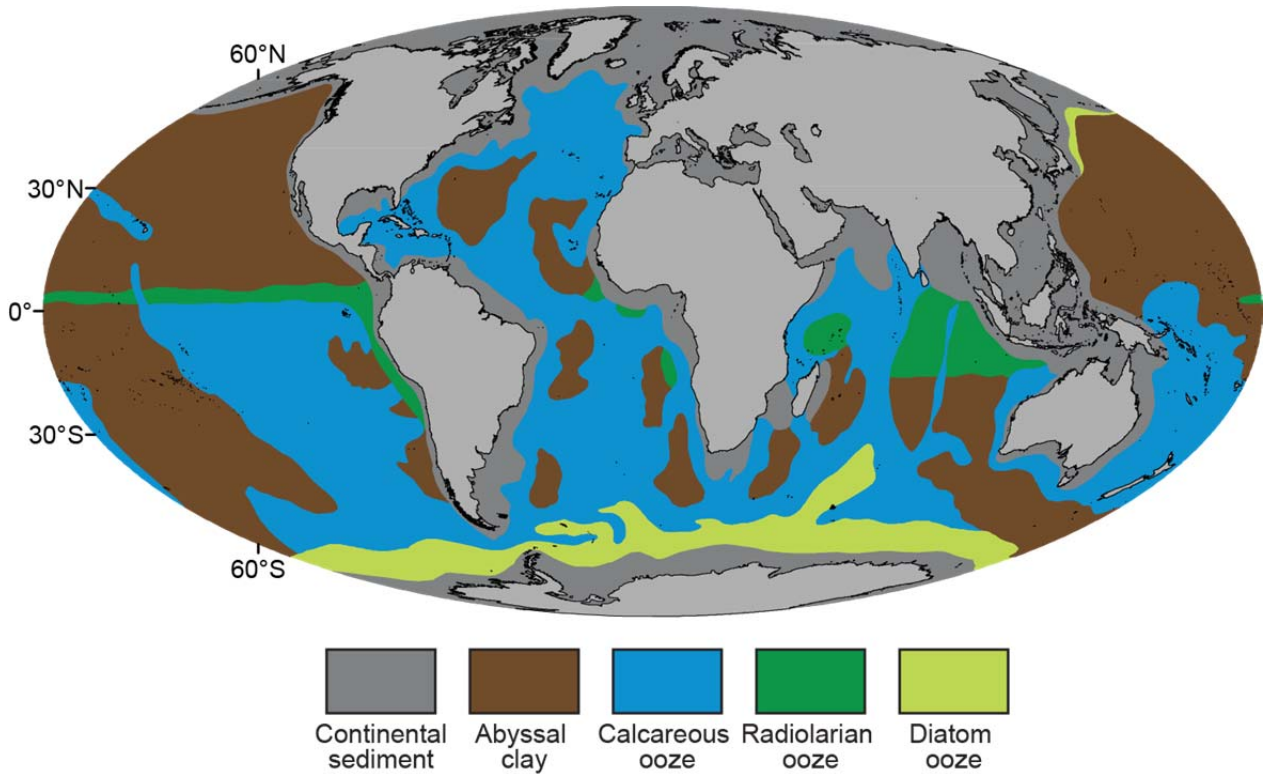 60°N
30°N
0°
30°S
60°S
Continental
sediment
Abyssal
clay
Calcareous
ooze
Radiolarian
ooze
Diatom
ooze